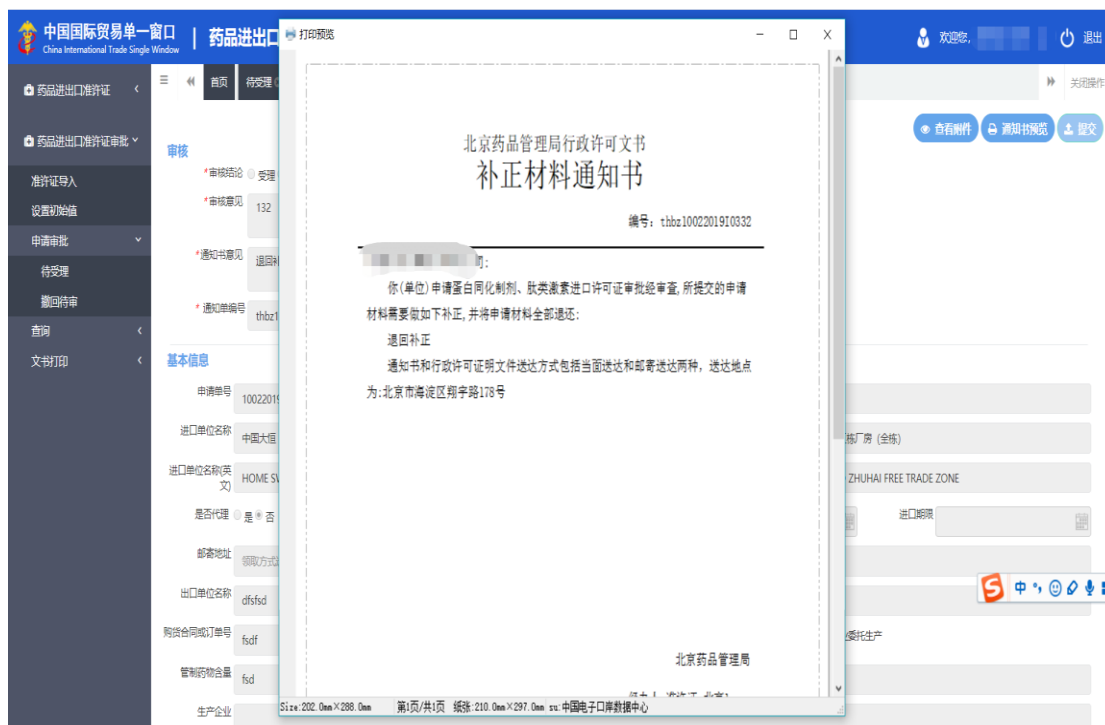 中国国际贸易单一窗口
China International Trade Single Window
药品进出口
打印预览
欢迎您,
退出
药品进出口准许证
首页
待受理
关闭操作
药品进出口准许证审批
查看附件
通知书预览
提交
准许证导入
设置初始值
申请审批
待受理
撤回待审
查询
文书打印
审核
*审核结论
受理
*审核意见
132
*通知书意见
退回补
*通知单编号
thbz1
北京药品管理局行政许可文书
补正材料通知书
编号: thbz10022019I0332
司:
你(单位)申请蛋白同化制剂、肽类激素进口许可证审批经审查,所提交的申请
材料需要做如下补正,并将申请材料全部退还:
退回补正
通知书和行政许可证明文件送达方式包括当面送达和邮寄送达两种, 送达地点
为:北京市海淀区翔宇路178号
北京药品管理局
基本信息
申请单号
10022019
进口单位名称
中国大恒
栋厂房 (全栋)
进口单位名称(英文)
HOME SV
ZHUHAI FREE TRADE ZONE
是否代理
是
否
进口期限
邮寄地址
领取方式
出口单位名称
dfsfsd
购货合同或订单号
fsdf
委托生产
管制药物含量
fsd
生产企业
中
Size:202.0mm×288.0mm 第1页/共1页 纸张:210.0mm×297.0mm su:中国电子口岸数据中心